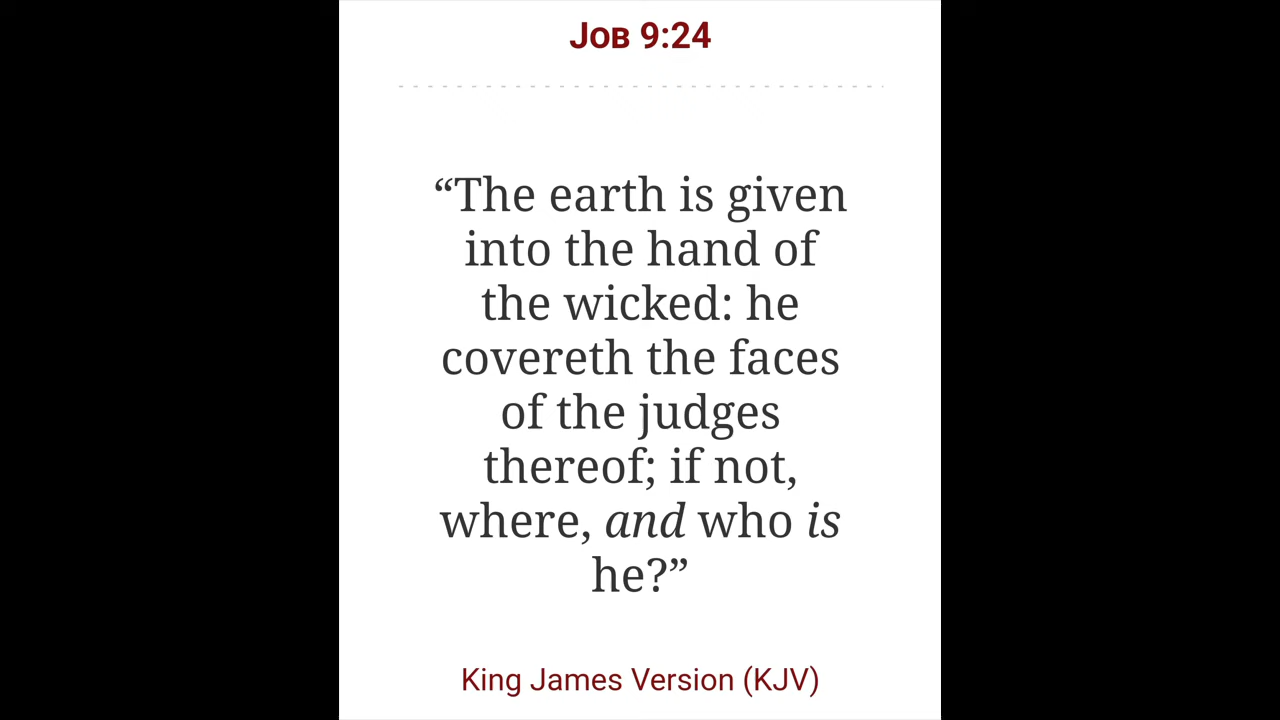 Job 9:24
“The earth is given
into the hand of
the wicked: he
covereth the faces
of the judges
thereof; if not,
where, and who is
he?”
King James Version (KJV)